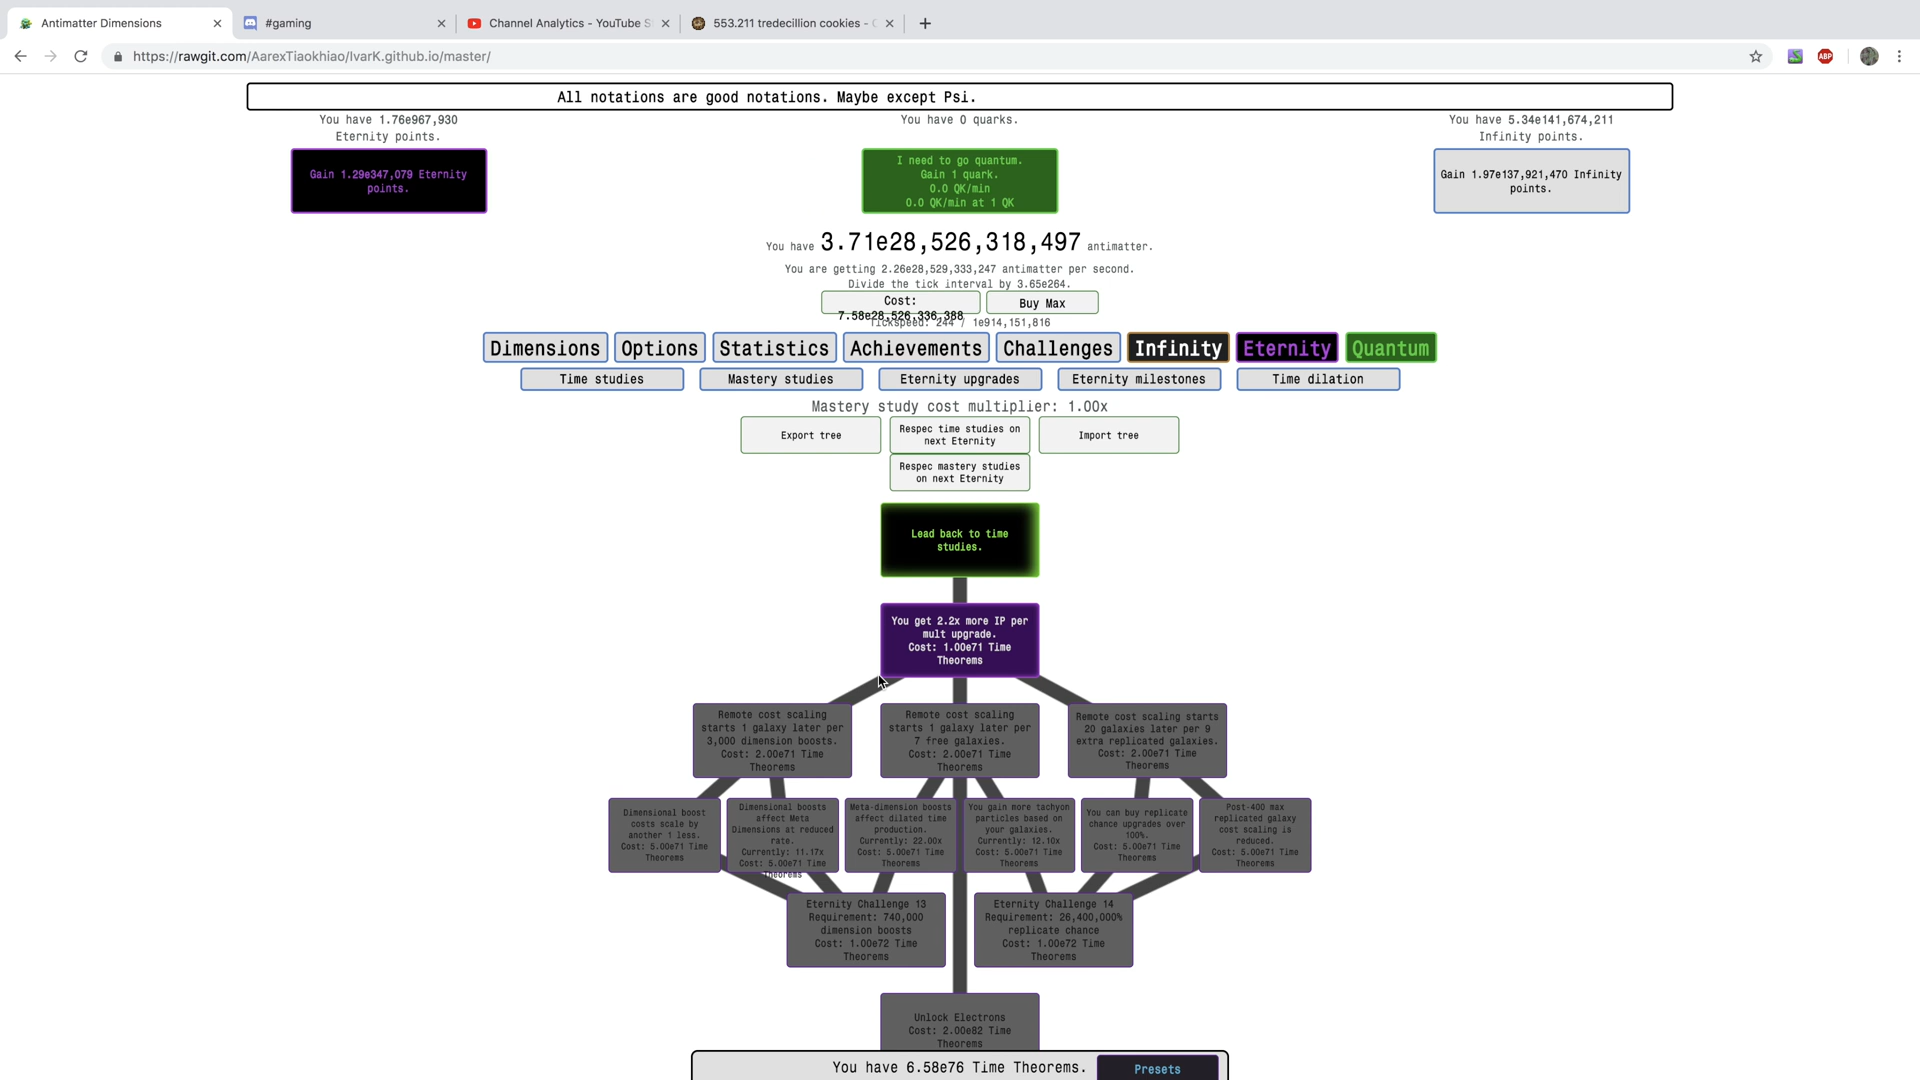 Antimatter Dimensions
#gaming
Channel Analytics - YouTube S
553.211 tredecillion cookies - C
https://rawgit.com/AarexTiaokhiao/IvarK.github.io/master/
ABP
All notations are good notations. Maybe except Psi.
You have 1.76e967,930
Eternity points.
You have 0 quarks.
You have 5.34e141,674,211
Infinity points.
Gain 1.29e347,079 Eternity
points.
I need to go quantum.
Gain 1 quark.
0.0 QK/min
0.0 QK/min at 1 QK
Gain 1.97e137,921,470 Infinity
points.
You have 3.71e28,526,318,497 antimatter.
You are getting 2.26e28,529,333,247 antimatter per second.
Divide the tick interval by 3.65e264.
Cost:
7.58e28,526,336,388
Buy Max
Tickspeed: 244 / 1e914,151,816
Dimensions
Options
Statistics
Achievements
Challenges
Infinity
Eternity
Quantum
Time studies
Mastery studies
Eternity upgrades
Eternity milestones
Time dilation
Mastery study cost multiplier: 1.00x
Export tree
Respec time studies on
next Eternity
Import tree
Respec mastery studies
on next Eternity
Lead back to time
studies.
You get 2.2x more IP per
mult upgrade.
Cost: 1.00e71 Time
Theorems
Remote cost scaling
starts 1 galaxy later per
3,000 dimension boosts.
Cost: 2.00e71 Time
Theorems
Remote cost scaling
starts 1 galaxy later per
7 free galaxies.
Cost: 2.00e71 Time
Theorems
Remote cost scaling starts
20 galaxies later per 9
extra replicated galaxies.
Cost: 2.00e71 Time
Theorems
Dimensional boost
costs scale by
another 1 less.
Cost: 5.00e71 Time
Theorems
Dimensional boosts
affect Meta
Dimensions at reduced
rate.
Currently: 11.17x
Cost: 5.00e71 Time
Theorems
Meta-dimension boosts
affect dilated time
production.
Currently: 22.00x
Cost: 5.00e71 Time
Theorems
You gain more tachyon
particles based on
your galaxies.
Currently: 12.10x
Cost: 5.00e71 Time
Theorems
You can buy replicate
chance upgrades over
100%.
Cost: 5.00e71 Time
Theorems
Post-400 max
replicated galaxy
cost scaling is
reduced.
Cost: 5.00e71 Time
Theorems
Eternity Challenge 13
Requirement: 740,000
dimension boosts
Cost: 1.00e72 Time
Theorems
Eternity Challenge 14
Requirement: 26,400,000%
replicate chance
Cost: 1.00e72 Time
Theorems
Unlock Electrons
Cost: 2.00e82 Time
Theorems
You have 6.58e76 Time Theorems.
Presets